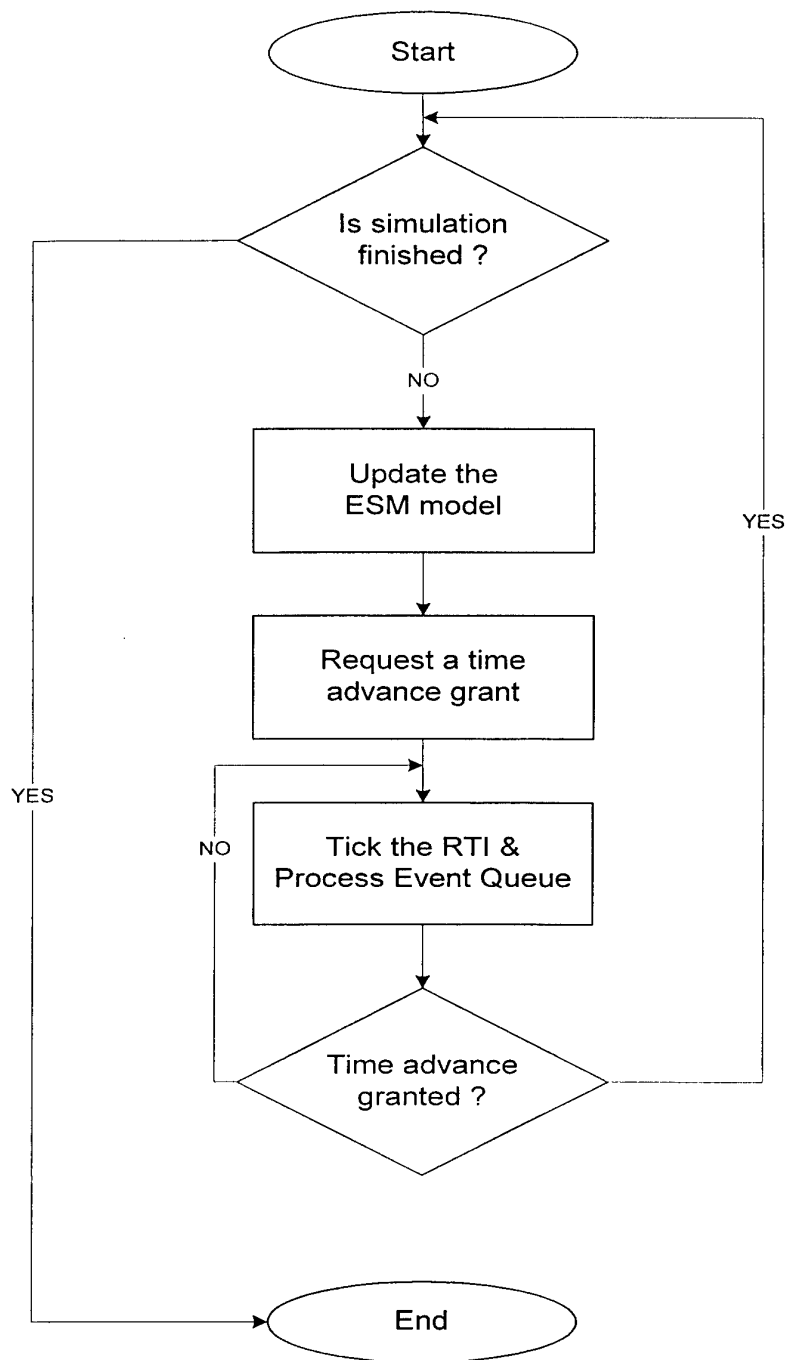 Start
Is simulation
finished ?
NO
Update the
ESM model
YES
Request a time
advance grant
YES
NO
Tick the RTI &
Process Event Queue
Time advance
granted ?
End